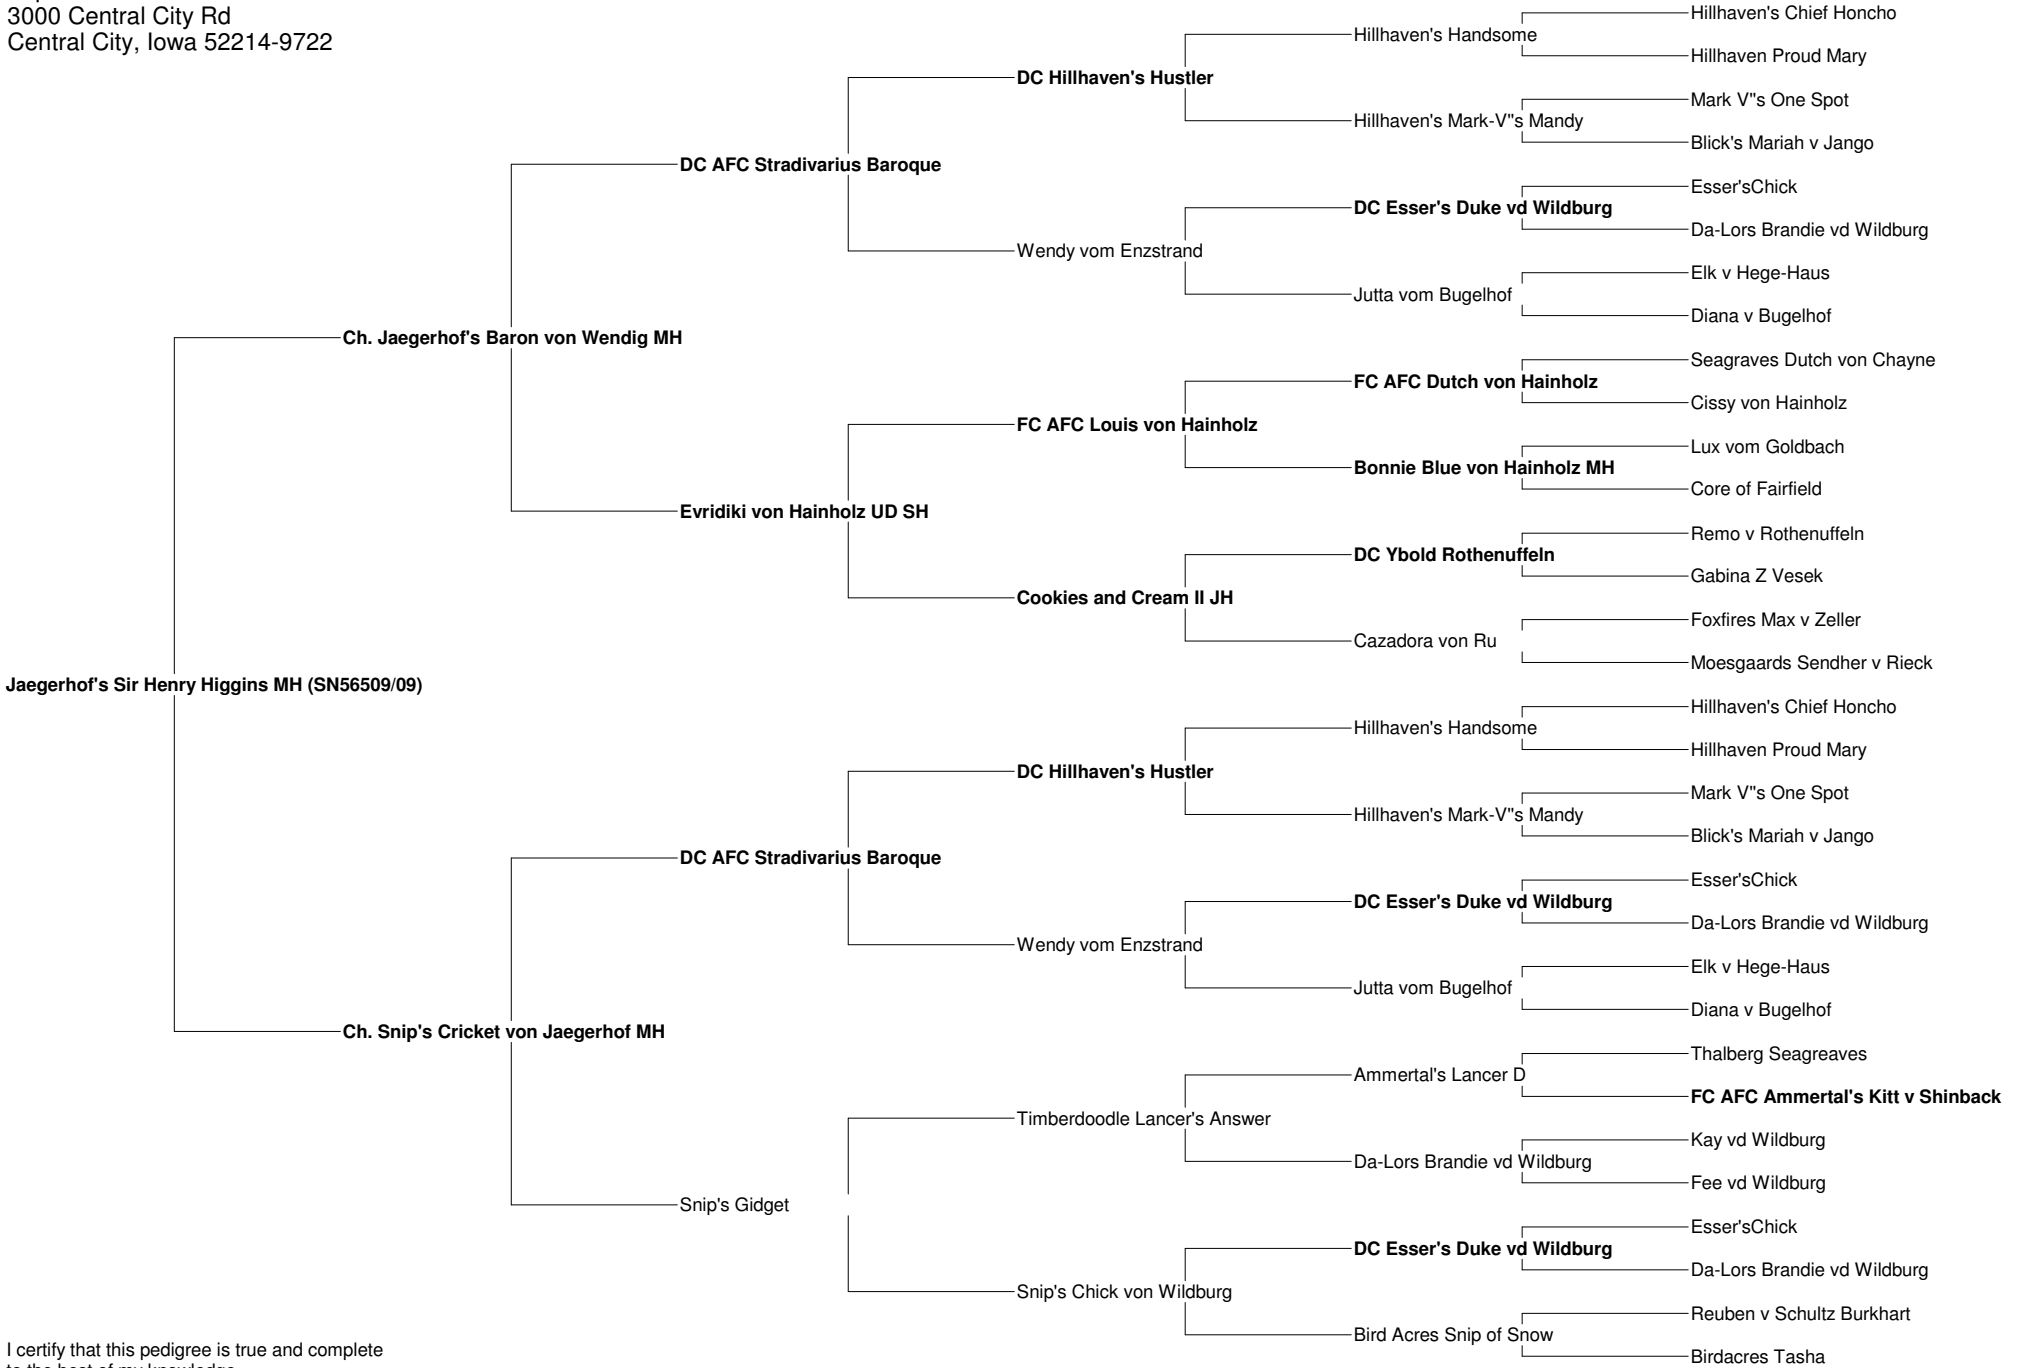 3000 Central City Rd
Central City, Iowa 52214-9722
Hillhaven's Chief Honcho
Hillhaven's Handsome
Hillhaven Proud Mary
DC Hillhaven's Hustler
Mark V"s One Spot
Hillhaven's Mark-V"s Mandy
Blick's Mariah v Jango
DC AFC Stradivarius Baroque
Esser'sChick
DC Esser's Duke vd Wildburg
Da-Lors Brandie vd Wildburg
Wendy vom Enzstrand
Elk v Hege-Haus
Jutta vom Bugelhof
Diana v Bugelhof
Ch. Jaegerhof's Baron von Wendig MH
Seagraves Dutch von Chayne
FC AFC Dutch von Hainholz
Cissy von Hainholz
FC AFC Louis von Hainholz
Lux vom Goldbach
Bonnie Blue von Hainholz MH
Core of Fairfield
Evridiki von Hainholz UD SH
Remo v Rothenuffeln
DC Ybold Rothenuffeln
Gabina Z Vesek
Cookies and Cream II JH
Foxfires Max v Zeller
Cazadora von Ru
Moesgaards Sendher v Rieck
Jaegerhof's Sir Henry Higgins MH (SN56509/09)
Hillhaven's Chief Honcho
Hillhaven's Handsome
Hillhaven Proud Mary
DC Hillhaven's Hustler
Mark V"s One Spot
Hillhaven's Mark-V"s Mandy
Blick's Mariah v Jango
DC AFC Stradivarius Baroque
Esser'sChick
DC Esser's Duke vd Wildburg
Da-Lors Brandie vd Wildburg
Wendy vom Enzstrand
Elk v Hege-Haus
Jutta vom Bugelhof
Diana v Bugelhof
Ch. Snip's Cricket von Jaegerhof MH
Thalberg Seagreaves
Ammertal's Lancer D
FC AFC Ammertal's Kitt v Shinback
Timberdoodle Lancer's Answer
Kay vd Wildburg
Da-Lors Brandie vd Wildburg
Fee vd Wildburg
Snip's Gidget
Esser'sChick
DC Esser's Duke vd Wildburg
Da-Lors Brandie vd Wildburg
Snip's Chick von Wildburg
Reuben v Schultz Burkhart
Bird Acres Snip of Snow
Birdacres Tasha
I certify that this pedigree is true and complete
to the best of my knowledge